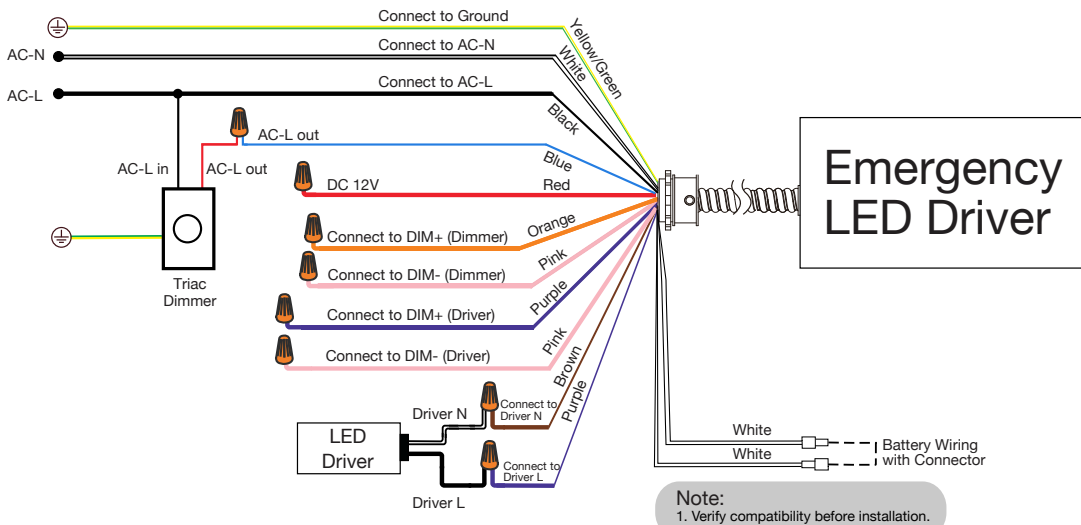 Connect to Ground
AC-N
Connect to AC-N
AC-L
Connect to AC-L
Yellow/Green
White
Black
AC-L in
AC-L out
AC-L out
Blue
DC 12V
Red
Connect to DIM+ (Dimmer)
Orange
Connect to DIM- (Dimmer)
Pink
Triac
Dimmer
Connect to DIM+ (Driver)
Purple
Connect to DIM- (Driver)
Pink
Brown
Purple
Emergency
LED Driver
LED
Driver
Driver N
Connect to
Driver N
Driver L
Connect to
Driver L
White
White
Battery Wiring
with Connector
Note:
1. Verify compatibility before installation.